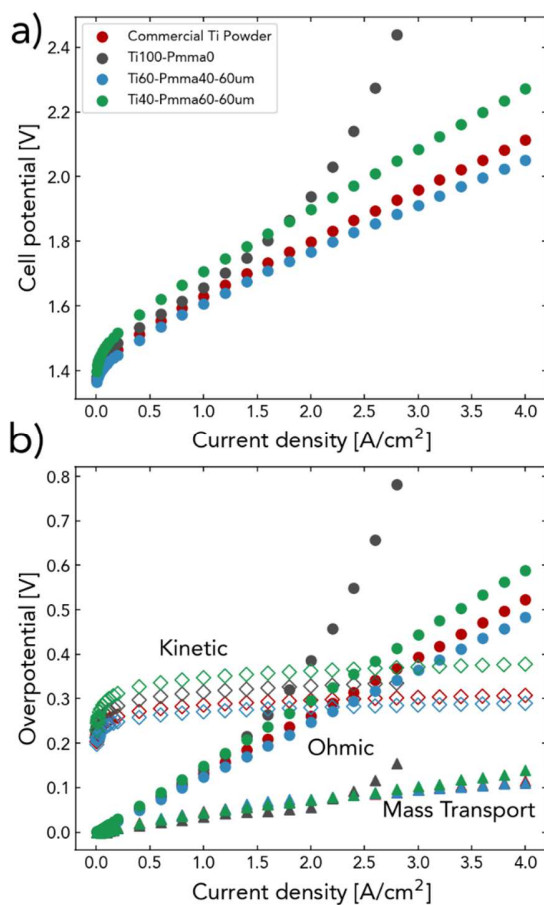 a)
2.4
2.2
2.0
1.8
1.6
1.4
Cell potential [V]
Commercial Ti Powder
Ti100-Pmma0
Ti60-Pmma40-60um
Ti40-Pmma60-60um
0.0 0.5 1.0 1.5 2.0 2.5 3.0 3.5 4.0
Current density [A/cm²]
b)
0.8
0.7
0.6
0.5
0.4
0.3
0.2
0.1
0.0
Overpotential [V]
Kinetic
Ohmic
Mass Transport
0.0 0.5 1.0 1.5 2.0 2.5 3.0 3.5 4.0
Current density [A/cm²]